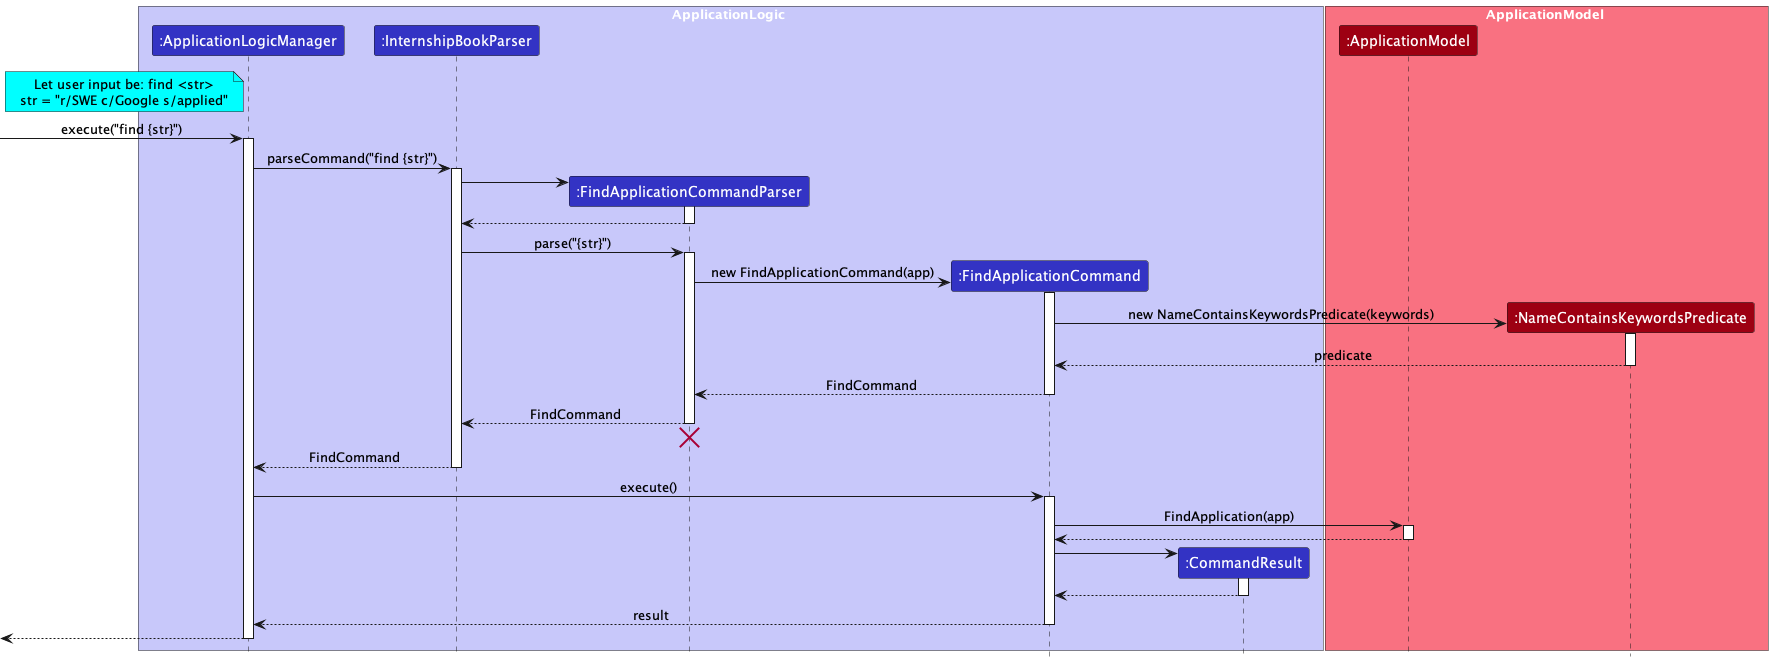 ApplicationLogic
ApplicationModel
:ApplicationLogicManager
:InternshipBookParser
:ApplicationModel
Let user input be: find <str>
str = "r/SWE c/Google s/applied"
execute("find {str}")
parseCommand("find {str}")
:FindApplicationCommandParser
parse("{str}")
new FindApplicationCommand(app)
:FindApplicationCommand
new NameContainsKeywordsPredicate(keywords)
:NameContainsKeywordsPredicate
predicate
FindCommand
FindCommand
FindCommand
execute()
FindApplication(app)
:CommandResult
result